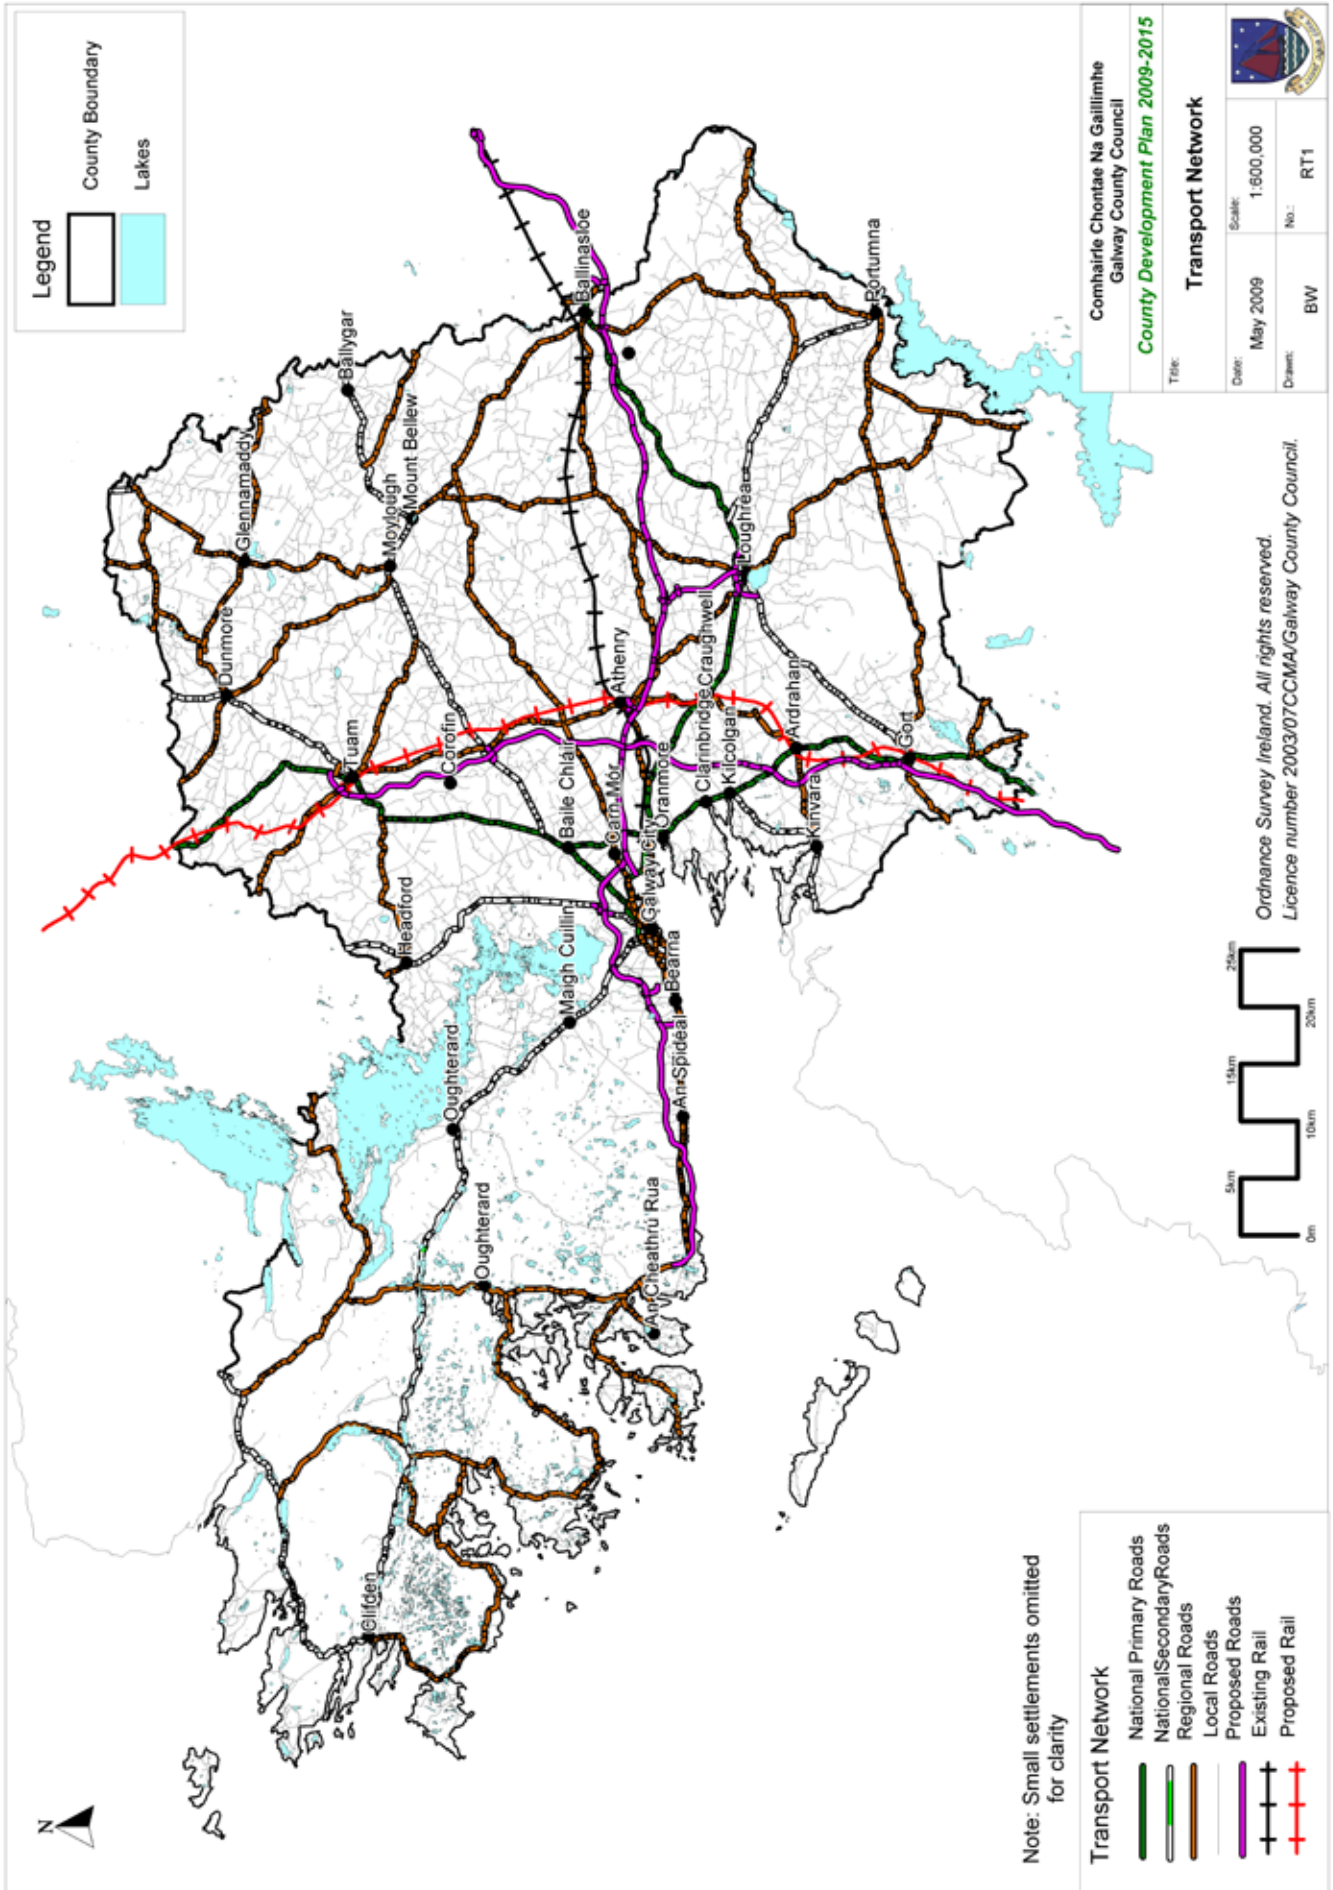 N
Legend
County Boundary
Lakes
Ballygar
Glennamaddy
Mount Bellew
Moylough
Dunmore
Ballinasloe
Tuam
Corofin
Headford
Athenry
Loughrea
Portumna
Baile Chláir
Carn Mór
Oranmore
Galway City
Craughwell
Clarinbridge
Kilcolgan
Ardrahan
Kinvara
Gort
Maigh Cuillin
Bearna
An Spidéal
Oughterard
Oughterard
An Cheathrú Rua
Clifden
Note: Small settlements omitted
for clarity
Transport Network
National Primary Roads
NationalSecondaryRoads
Regional Roads
Local Roads
Proposed Roads
Existing Rail
Proposed Rail
0m
5km
10km
15km
20km
25km
Ordnance Survey Ireland. All rights reserved.
Licence number 2003/07CCMA/Galway County Council.
Comhairle Chontae Na Gaillimhe
Galway County Council
County Development Plan 2009-2015
Title:
Transport Network
Date:
May 2009
Scale:
1:600,000
Drawn:
BW
No.:
RT1